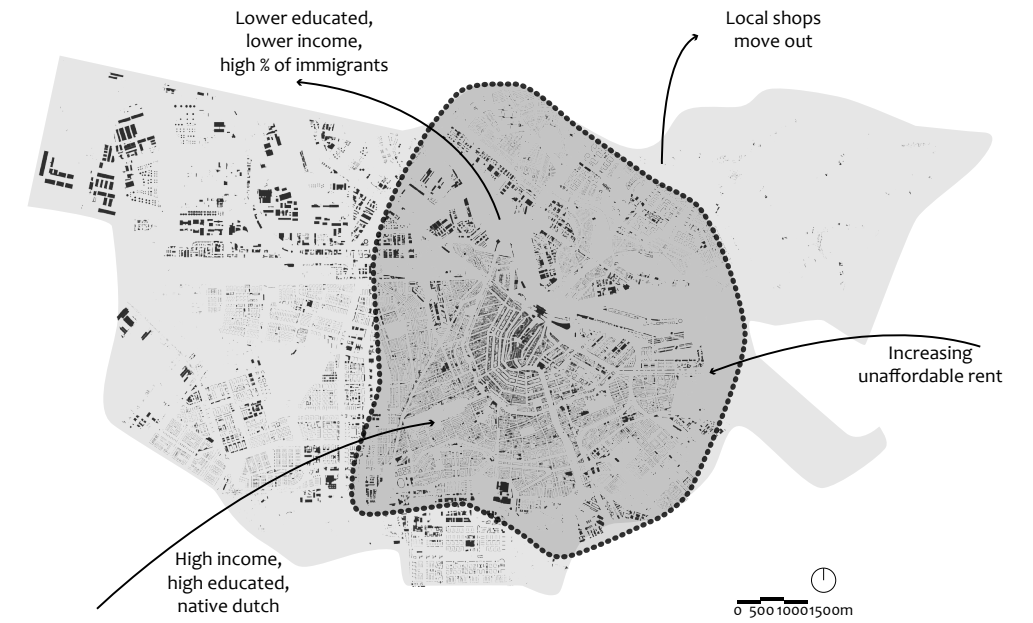 Lower educated,
lower income,
high % of immigrants
Local shops
move out
Increasing
unaffordable rent
High income,
high educated,
native dutch
0 500 1000 1500m